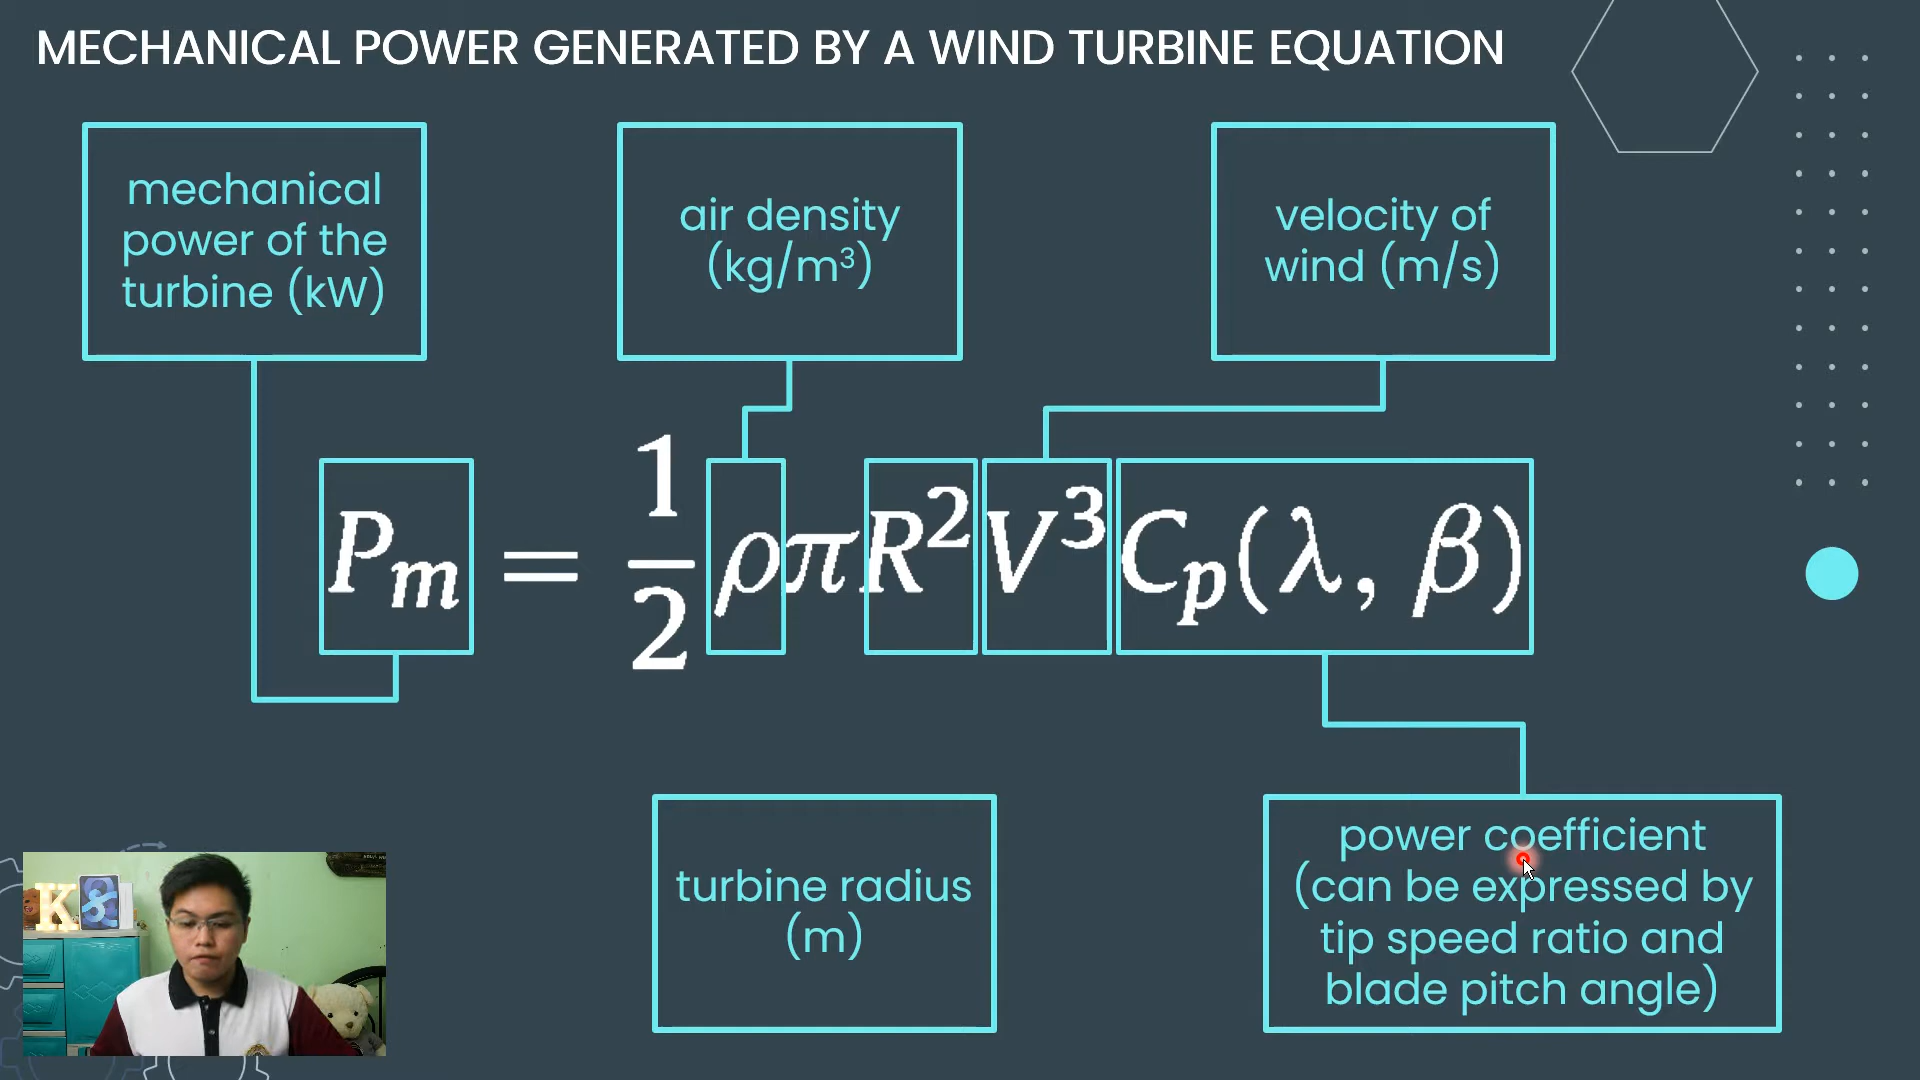 MECHANICAL POWER GENERATED BY A WIND TURBINE EQUATION
mechanical
power of the
turbine (kW)
air density
(kg/m³)
velocity of
wind (m/s)
Pₘ = 1/2 ρπR²V³Cₚ(λ, β)
turbine radius
(m)
power coefficient
(can be expressed by
tip speed ratio and
blade pitch angle)
K